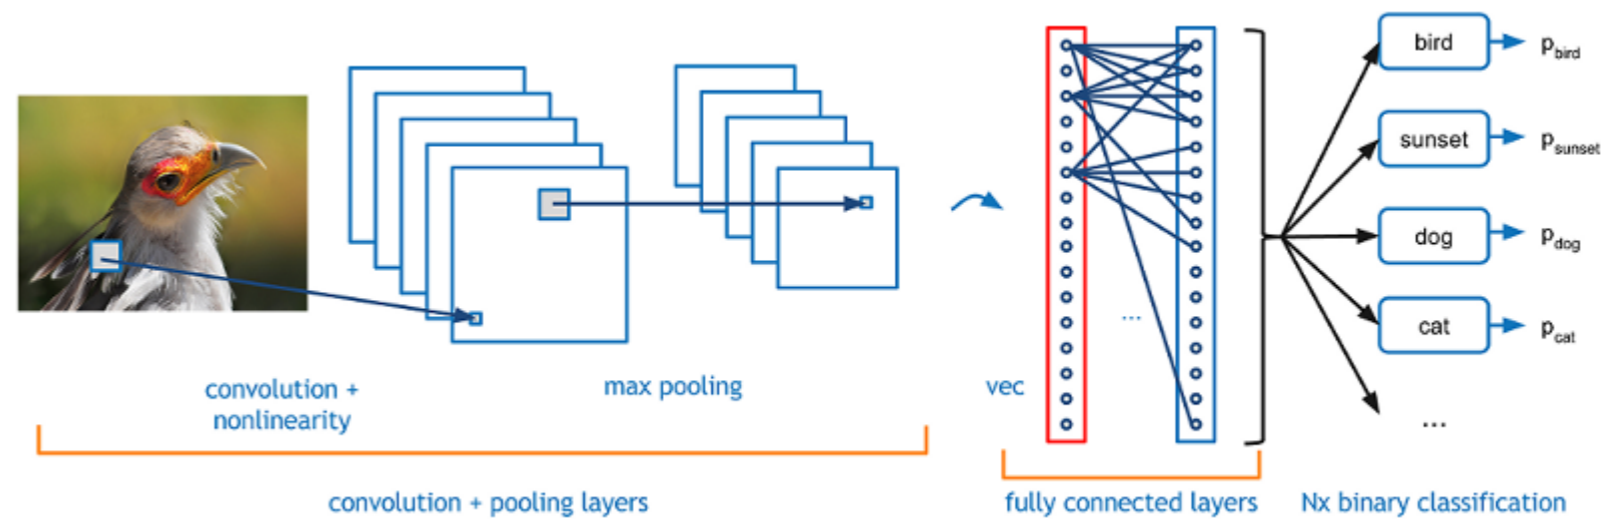 convolution +
nonlinearity
max pooling
vec
...
bird
p_bird
sunset
p_sunset
dog
p_dog
cat
p_cat
...
convolution + pooling layers
fully connected layers
Nx binary classification